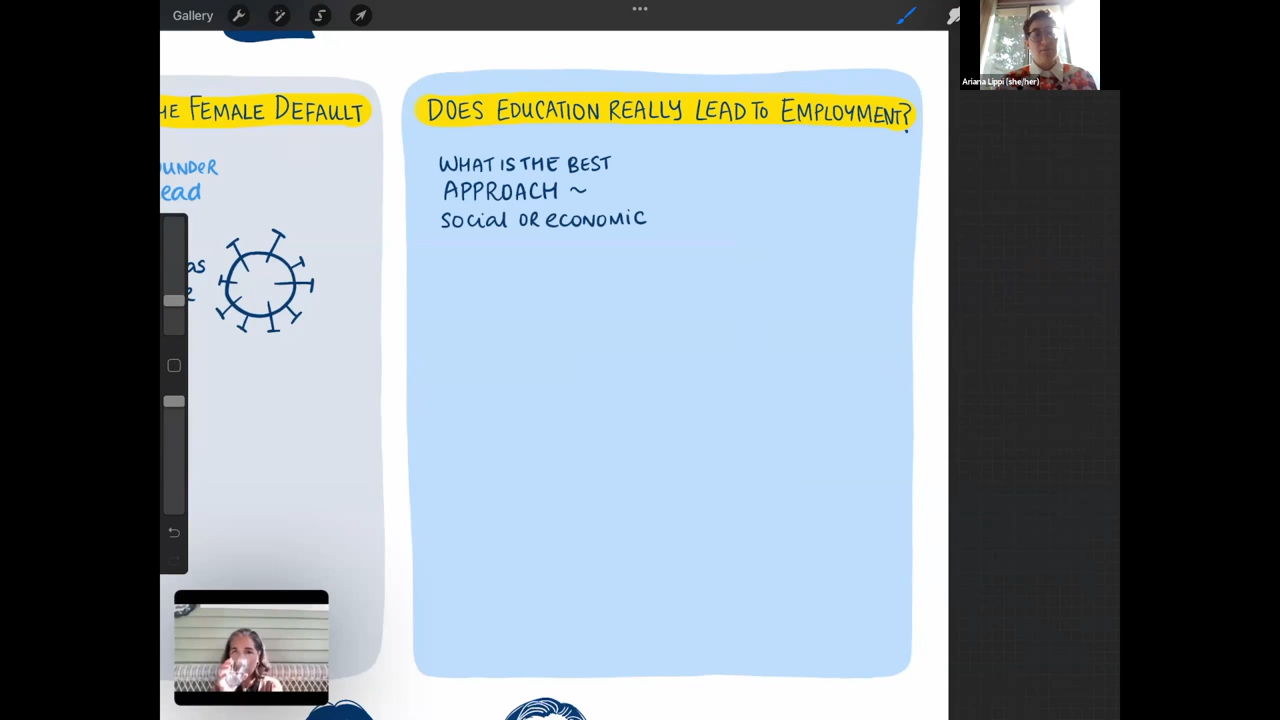 Gallery
Ariana Lippi (she/her)
HE FEMALE DEFAULT
DOES EDUCATION REALLY LEAD TO EMPLOYMENT?
UNDER
ead
as
WHAT IS THE BEST
APPROACH ~
SOCIAL OR ECONOMIC